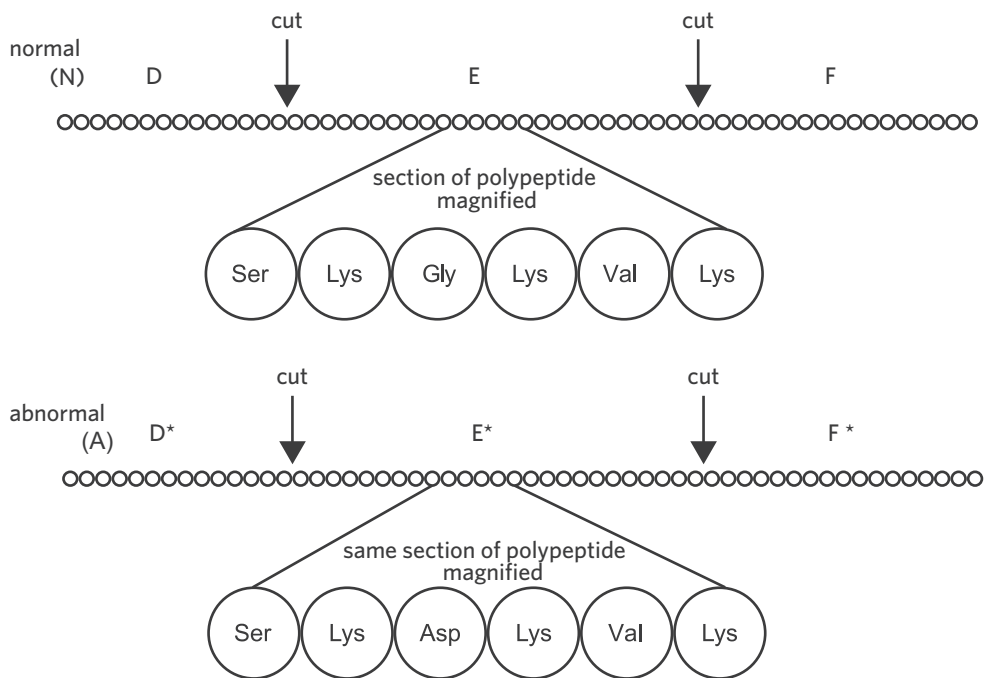 cut cut
normal
(N) D E F
section of polypeptide
magnified
Ser Lys Gly Lys Val Lys
cut cut
abnormal
(A) D* E* F *
same section of polypeptide
magnified
Ser Lys Asp Lys Val Lys